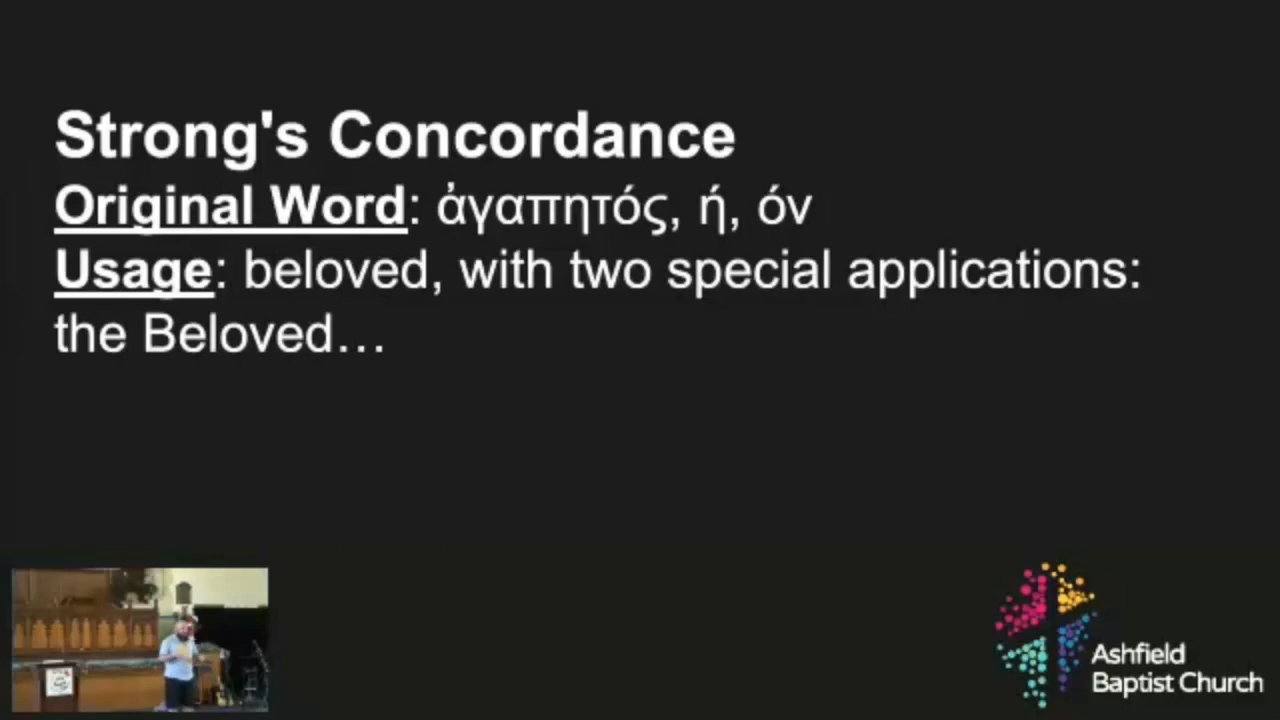 Strong's Concordance
Original Word: ἀγαπητός, ή, όν
Usage: beloved, with two special applications:
the Beloved…
Ashfield
Baptist Church